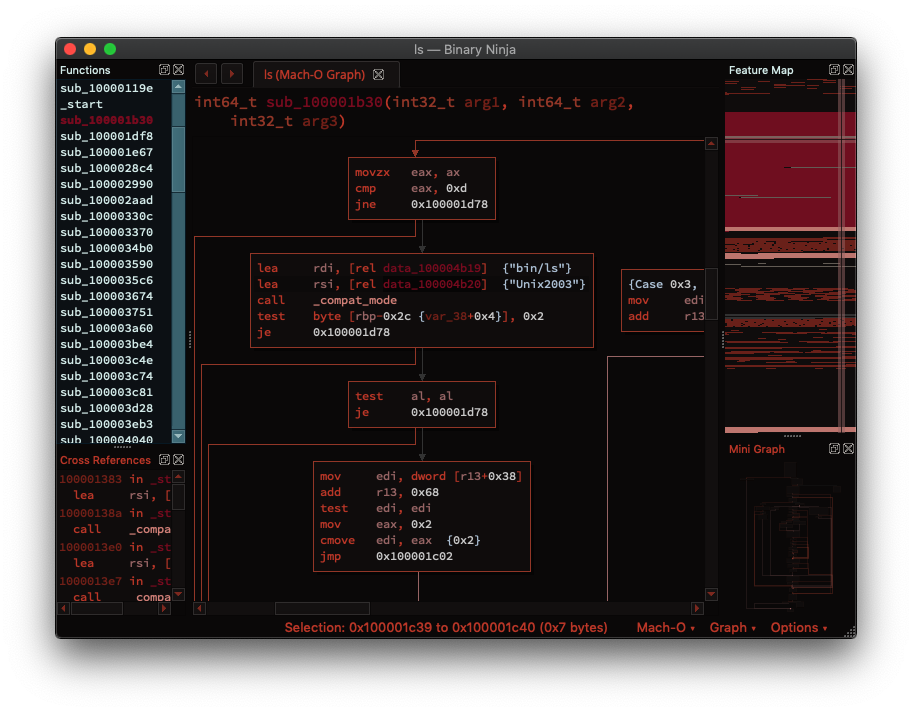 ls — Binary Ninja
Functions
sub_10000119e
_start
sub_100001b30
sub_100001df8
sub_100001e67
sub_1000028c4
sub_100002990
sub_100002aad
sub_10000330c
sub_100003370
sub_1000034b0
sub_100003590
sub_1000035c6
sub_100003674
sub_100003751
sub_100003a60
sub_100003be4
sub_100003c4e
sub_100003c74
sub_100003c81
sub_100003d28
sub_100003eb3
sub_100004040
Cross References
100001383 in _st
lea rsi, [
10000138a in _st
call _compa
1000013e0 in _st
lea rsi, [
1000013e7 in _st
call _compa
ls (Mach-O Graph)
int64_t sub_100001b30(int32_t arg1, int64_t arg2,
int32_t arg3)
movzx eax, ax
cmp eax, 0xd
jne 0x100001d78
lea rdi, [rel data_100004b19] {"bin/ls"}
lea rsi, [rel data_100004b20] {"Unix2003"}
call _compat_mode
test byte [rbp-0x2c {var_38+0x4}], 0x2
je 0x100001d78
{Case 0x3,
mov edi
add r13
test al, al
je 0x100001d78
mov edi, dword [r13+0x38]
add r13, 0x68
test edi, edi
mov eax, 0x2
cmove edi, eax {0x2}
jmp 0x100001c02
Feature Map
Mini Graph
Selection: 0x100001c39 to 0x100001c40 (0x7 bytes)
Mach-O
Graph
Options